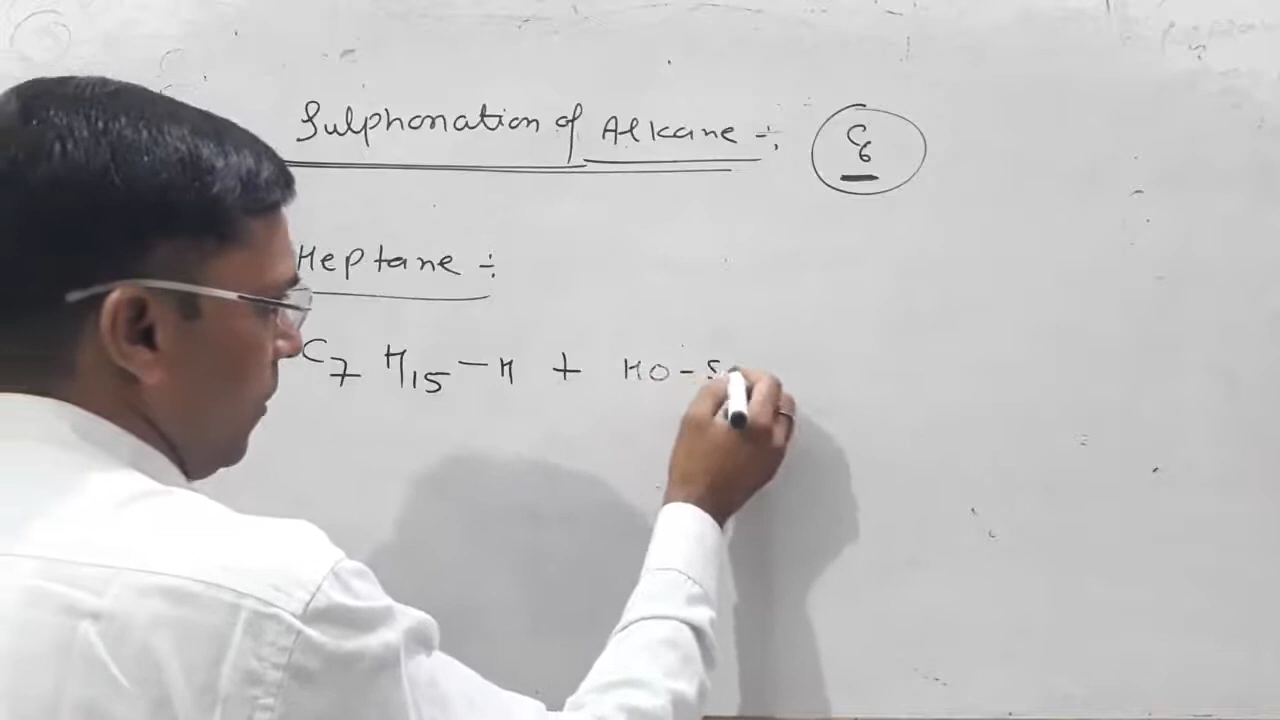 Sulphonation of Alkane ÷ C6
Heptane ÷
C7 H15 — H + HO - S